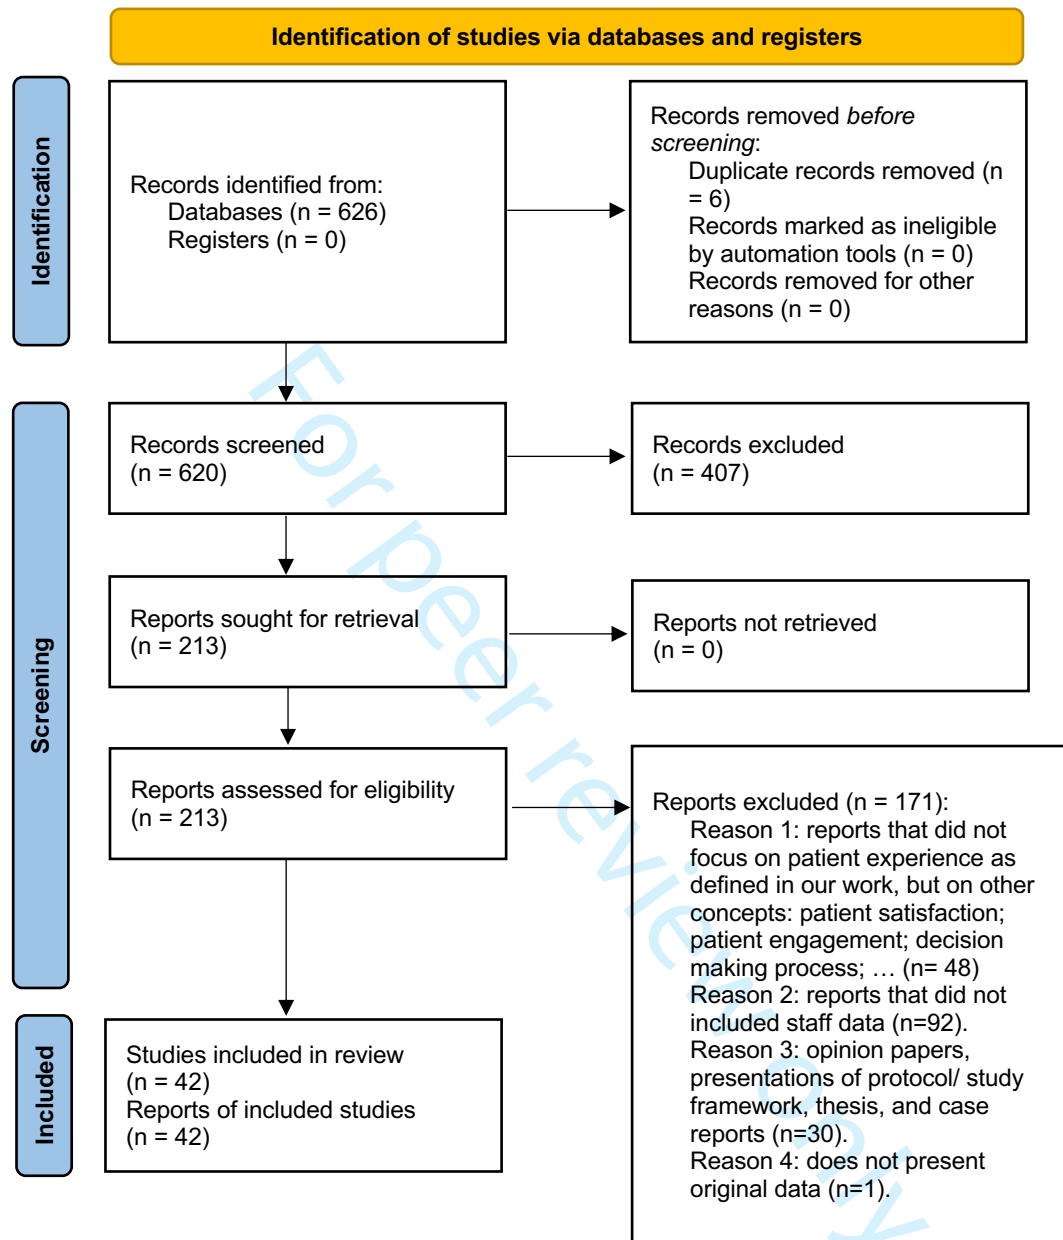 Identification of studies via databases and registers
Identification
Records identified from:
Databases (n = 626)
Registers (n = 0)
Records removed before
screening:
Duplicate records removed (n
= 6)
Records marked as ineligible
by automation tools (n = 0)
Records removed for other
reasons (n = 0)
Screening
Records screened
(n = 620)
Records excluded
(n = 407)
Reports sought for retrieval
(n = 213)
Reports not retrieved
(n = 0)
Reports assessed for eligibility
(n = 213)
Reports excluded (n = 171):
Reason 1: reports that did not
focus on patient experience as
defined in our work, but on other
concepts: patient satisfaction;
patient engagement; decision
making process; … (n= 48)
Reason 2: reports that did not
included staff data (n=92).
Reason 3: opinion papers,
presentations of protocol/ study
framework, thesis, and case
reports (n=30).
Reason 4: does not present
original data (n=1).
Included
Studies included in review
(n = 42)
Reports of included studies
(n = 42)
For peer review only